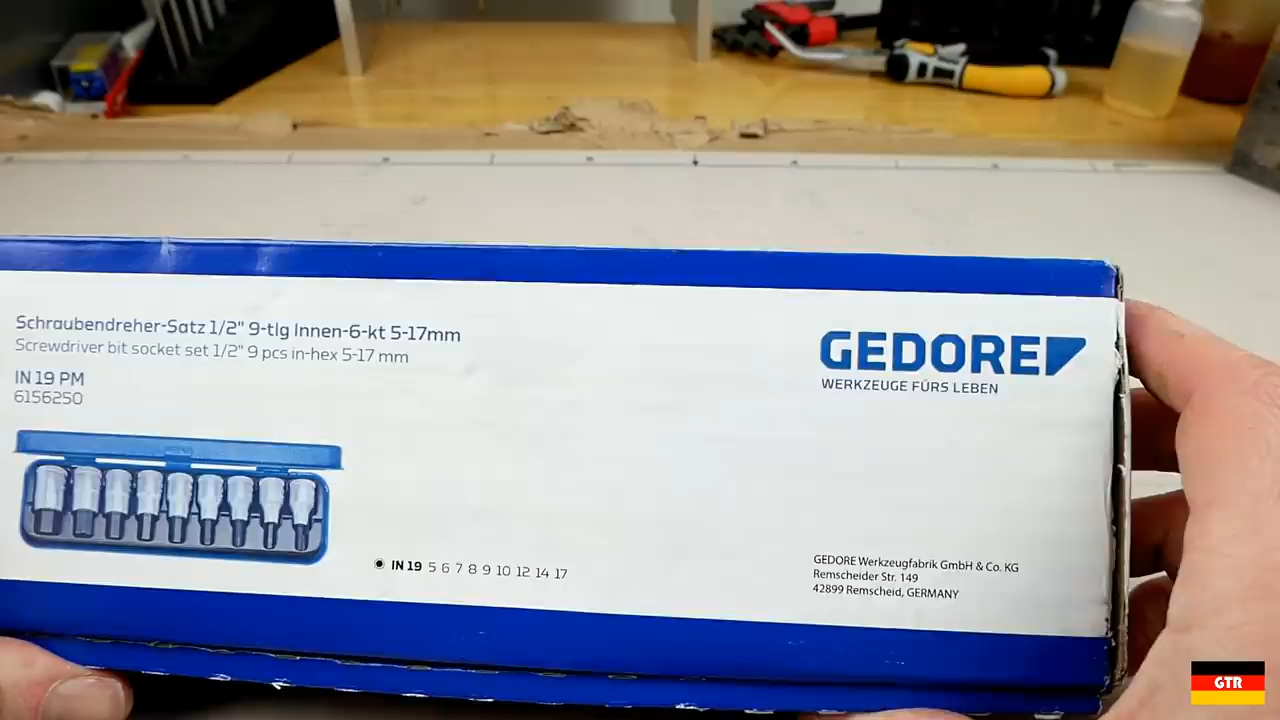 Schraubendreher-Satz 1/2" 9-tlg Innen-6-kt 5-17mm
Screwdriver bit socket set 1/2" 9 pcs in-hex 5-17 mm
IN 19 PM
6156250
GEDORE
WERKZEUGE FÜRS LEBEN
IN 19 5 6 7 8 9 10 12 14 17
GEDORE Werkzeugfabrik GmbH & Co. KG
Remscheider Str. 149
42899 Remscheid, GERMANY
GTR